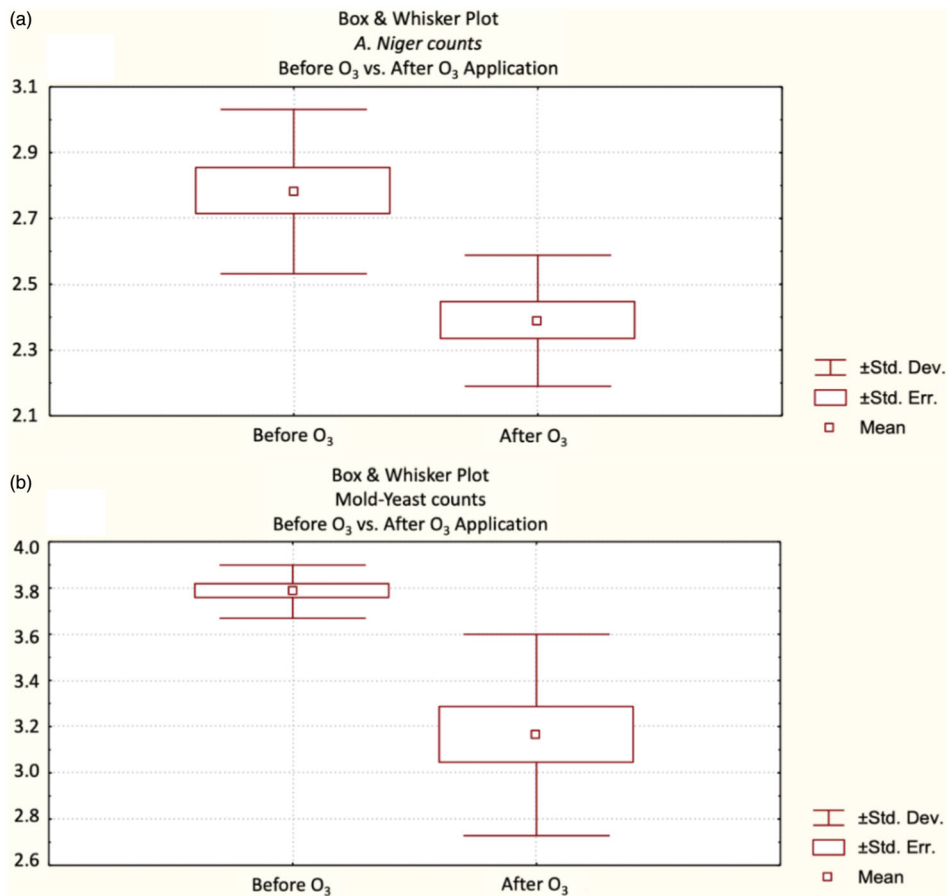 (a)
Box & Whisker Plot
A. Niger counts
Before O₃ vs. After O₃ Application
3.1
2.9
2.7
2.5
2.3
2.1
Before O₃
After O₃
±Std. Dev.
±Std. Err.
Mean
(b)
Box & Whisker Plot
Mold-Yeast counts
Before O₃ vs. After O₃ Application
4.0
3.8
3.6
3.4
3.2
3.0
2.8
2.6
Before O₃
After O₃
±Std. Dev.
±Std. Err.
Mean